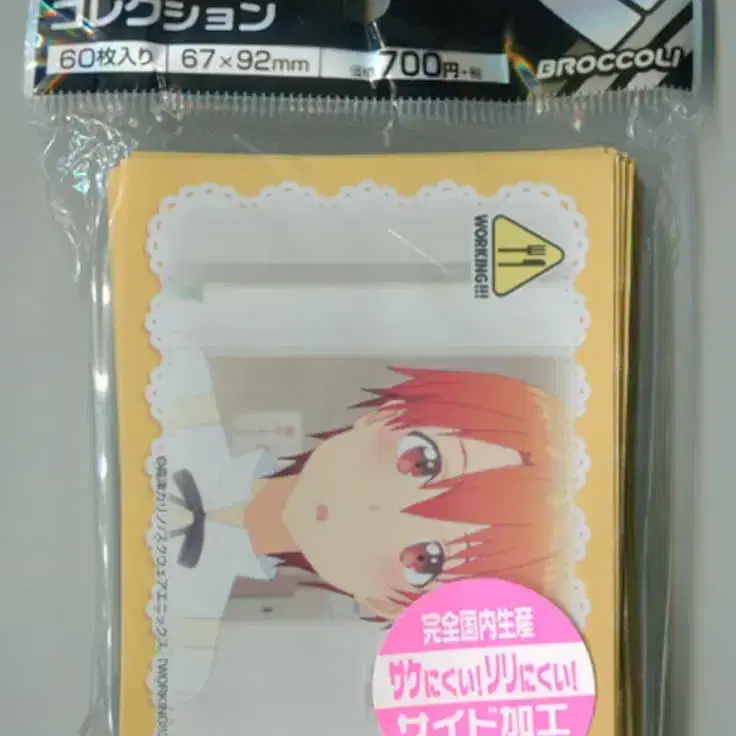 コレクション
60枚入り
67×92mm
700円+税
BROCCOLI
WORKING!!!
完全国内生産
サケにくい!ソリにくい!
サイド加工